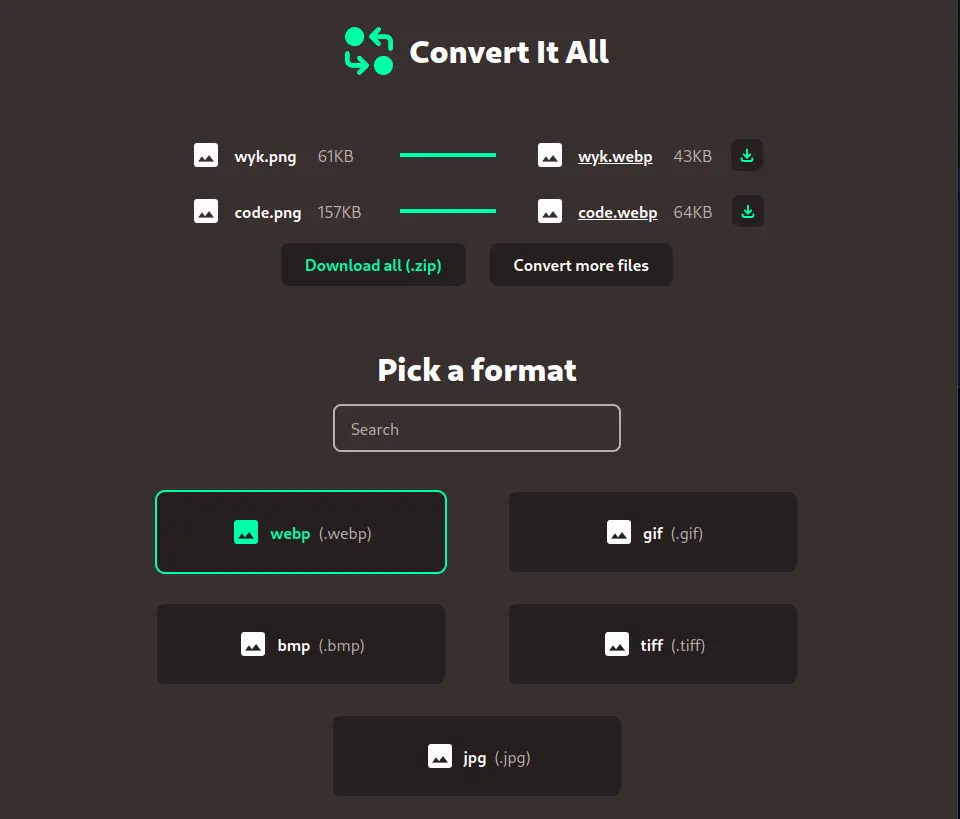 Convert It All
wyk.png 61KB wyk.webp 43KB
code.png 157KB code.webp 64KB
Download all (.zip) Convert more files
Pick a format
Search
webp (.webp) gif (.gif)
bmp (.bmp) tiff (.tiff)
jpg (.jpg)